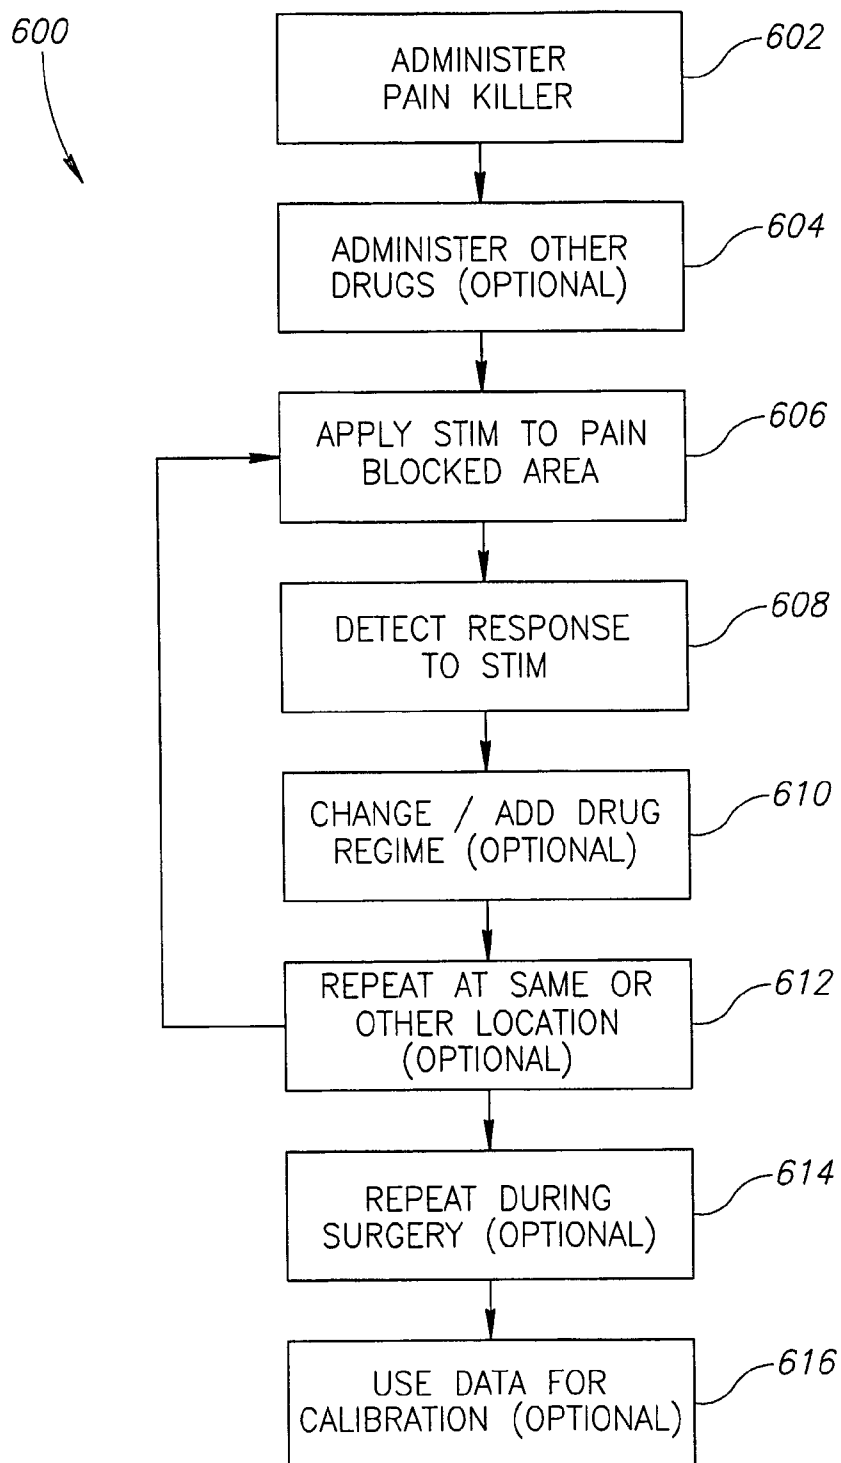 600
602
ADMINISTER
PAIN KILLER
604
ADMINISTER OTHER
DRUGS (OPTIONAL)
606
APPLY STIM TO PAIN
BLOCKED AREA
608
DETECT RESPONSE
TO STIM
610
CHANGE / ADD DRUG
REGIME (OPTIONAL)
612
REPEAT AT SAME OR
OTHER LOCATION
(OPTIONAL)
614
REPEAT DURING
SURGERY (OPTIONAL)
616
USE DATA FOR
CALIBRATION (OPTIONAL)